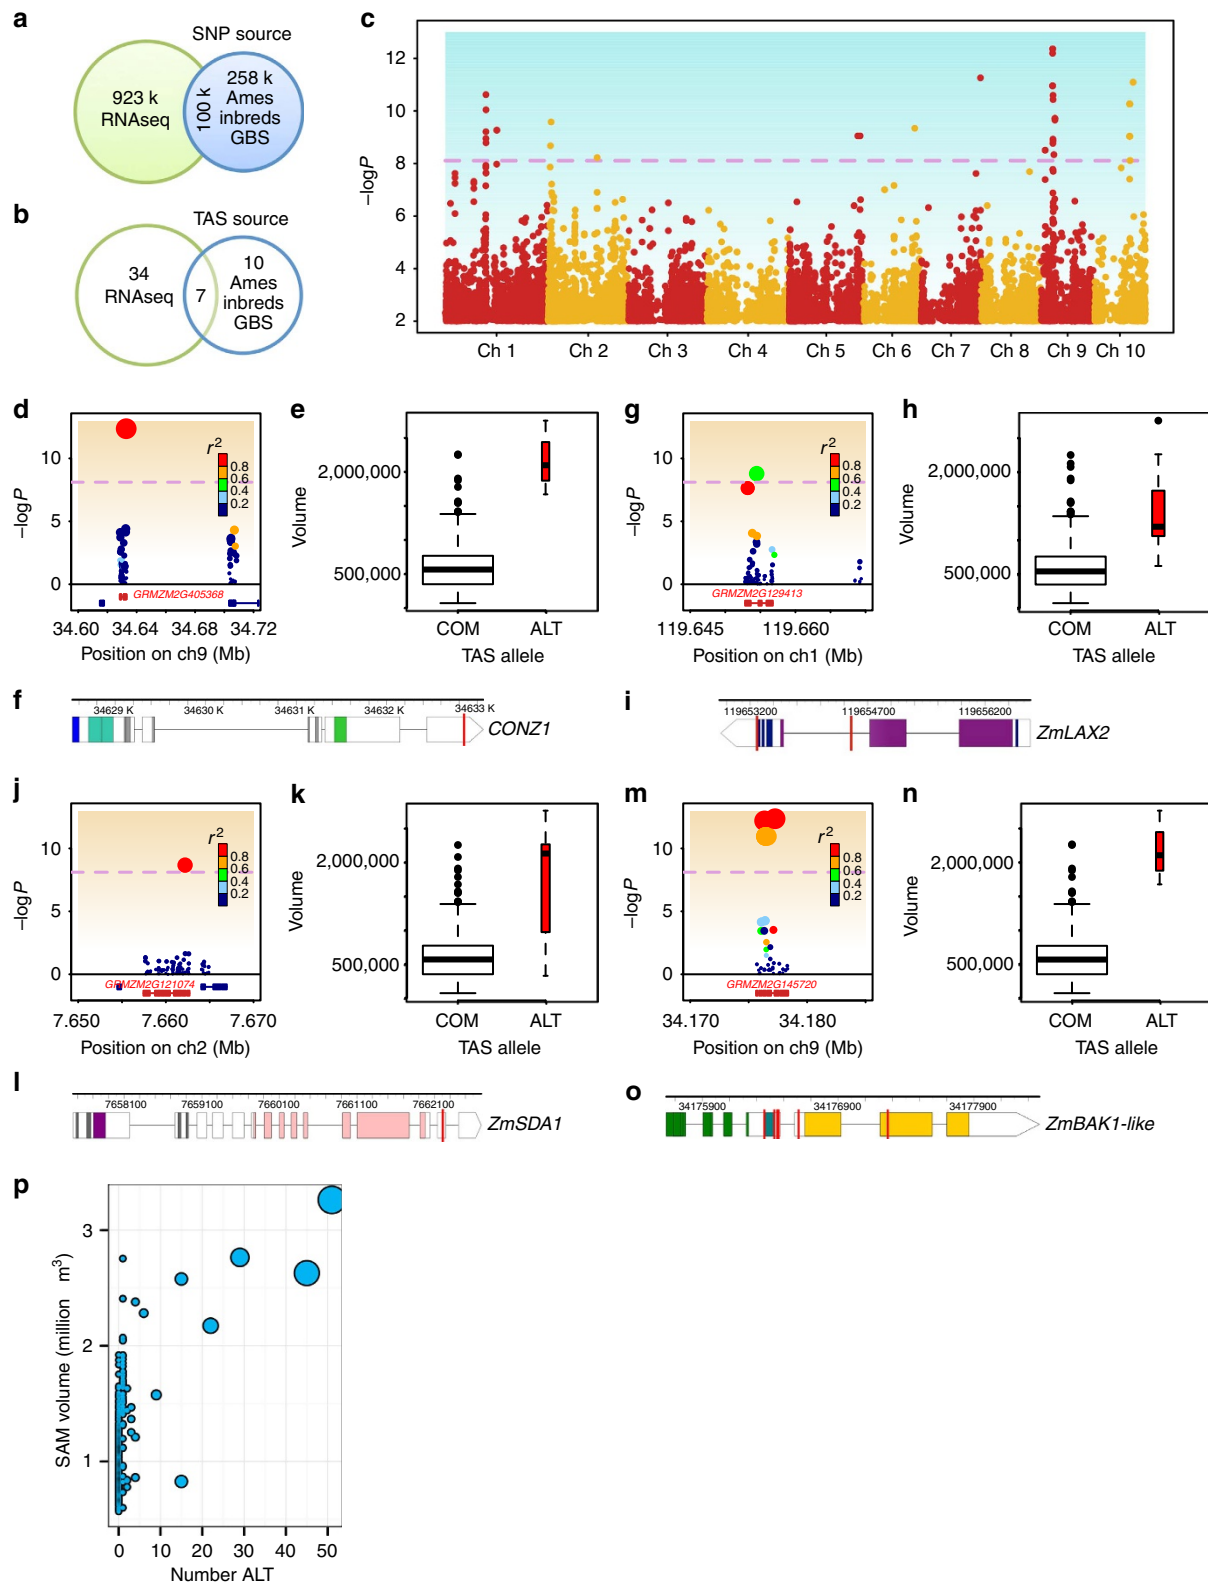 a
SNP source
923 k
RNAseq
100 k
258 k
Ames
inbreds
GBS
b
TAS source
34
RNAseq
7
10
Ames
inbreds
GBS
c
−logP
12
10
8
6
4
2
Ch 1
Ch 2
Ch 3
Ch 4
Ch 5
Ch 6
Ch 7
Ch 8
Ch 9
Ch 10
d
−logP
10
5
0
r²
0.8
0.6
0.4
0.2
GRMZM2G405368
34.60
34.64
34.68
34.72
Position on ch9 (Mb)
e
Volume
2,000,000
500,000
COM
ALT
TAS allele
g
−logP
10
5
0
r²
0.8
0.6
0.4
0.2
GRMZM2G129413
119.645
119.660
Position on ch1 (Mb)
h
Volume
2,000,000
500,000
COM
ALT
TAS allele
f
34629 K
34630 K
34631 K
34632 K
34633 K
CONZ1
i
119653200
119654700
119656200
ZmLAX2
j
−logP
10
5
0
r²
0.8
0.6
0.4
0.2
GRMZM2G121074
7.650
7.660
7.670
Position on ch2 (Mb)
k
Volume
2,000,000
500,000
COM
ALT
TAS allele
m
−logP
10
5
0
r²
0.8
0.6
0.4
0.2
GRMZM2G145720
34.170
34.180
Position on ch9 (Mb)
n
Volume
2,000,000
500,000
COM
ALT
TAS allele
l
7658100
7659100
7660100
7661100
7662100
ZmSDA1
o
34175900
34176900
34177900
ZmBAK1-like
p
SAM volume (million m³)
3
2
1
0
10
20
30
40
50
Number ALT